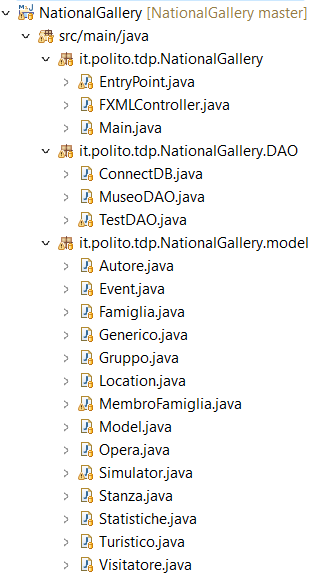 NationalGallery [NationalGallery master]
src/main/java
it.polito.tdp.NationalGallery
EntryPoint.java
FXMLController.java
Main.java
it.polito.tdp.NationalGallery.DAO
ConnectDB.java
MuseoDAO.java
TestDAO.java
it.polito.tdp.NationalGallery.model
Autore.java
Event.java
Famiglia.java
Generico.java
Gruppo.java
Location.java
MembroFamiglia.java
Model.java
Opera.java
Simulator.java
Stanza.java
Statistiche.java
Turistico.java
Visitatore.java